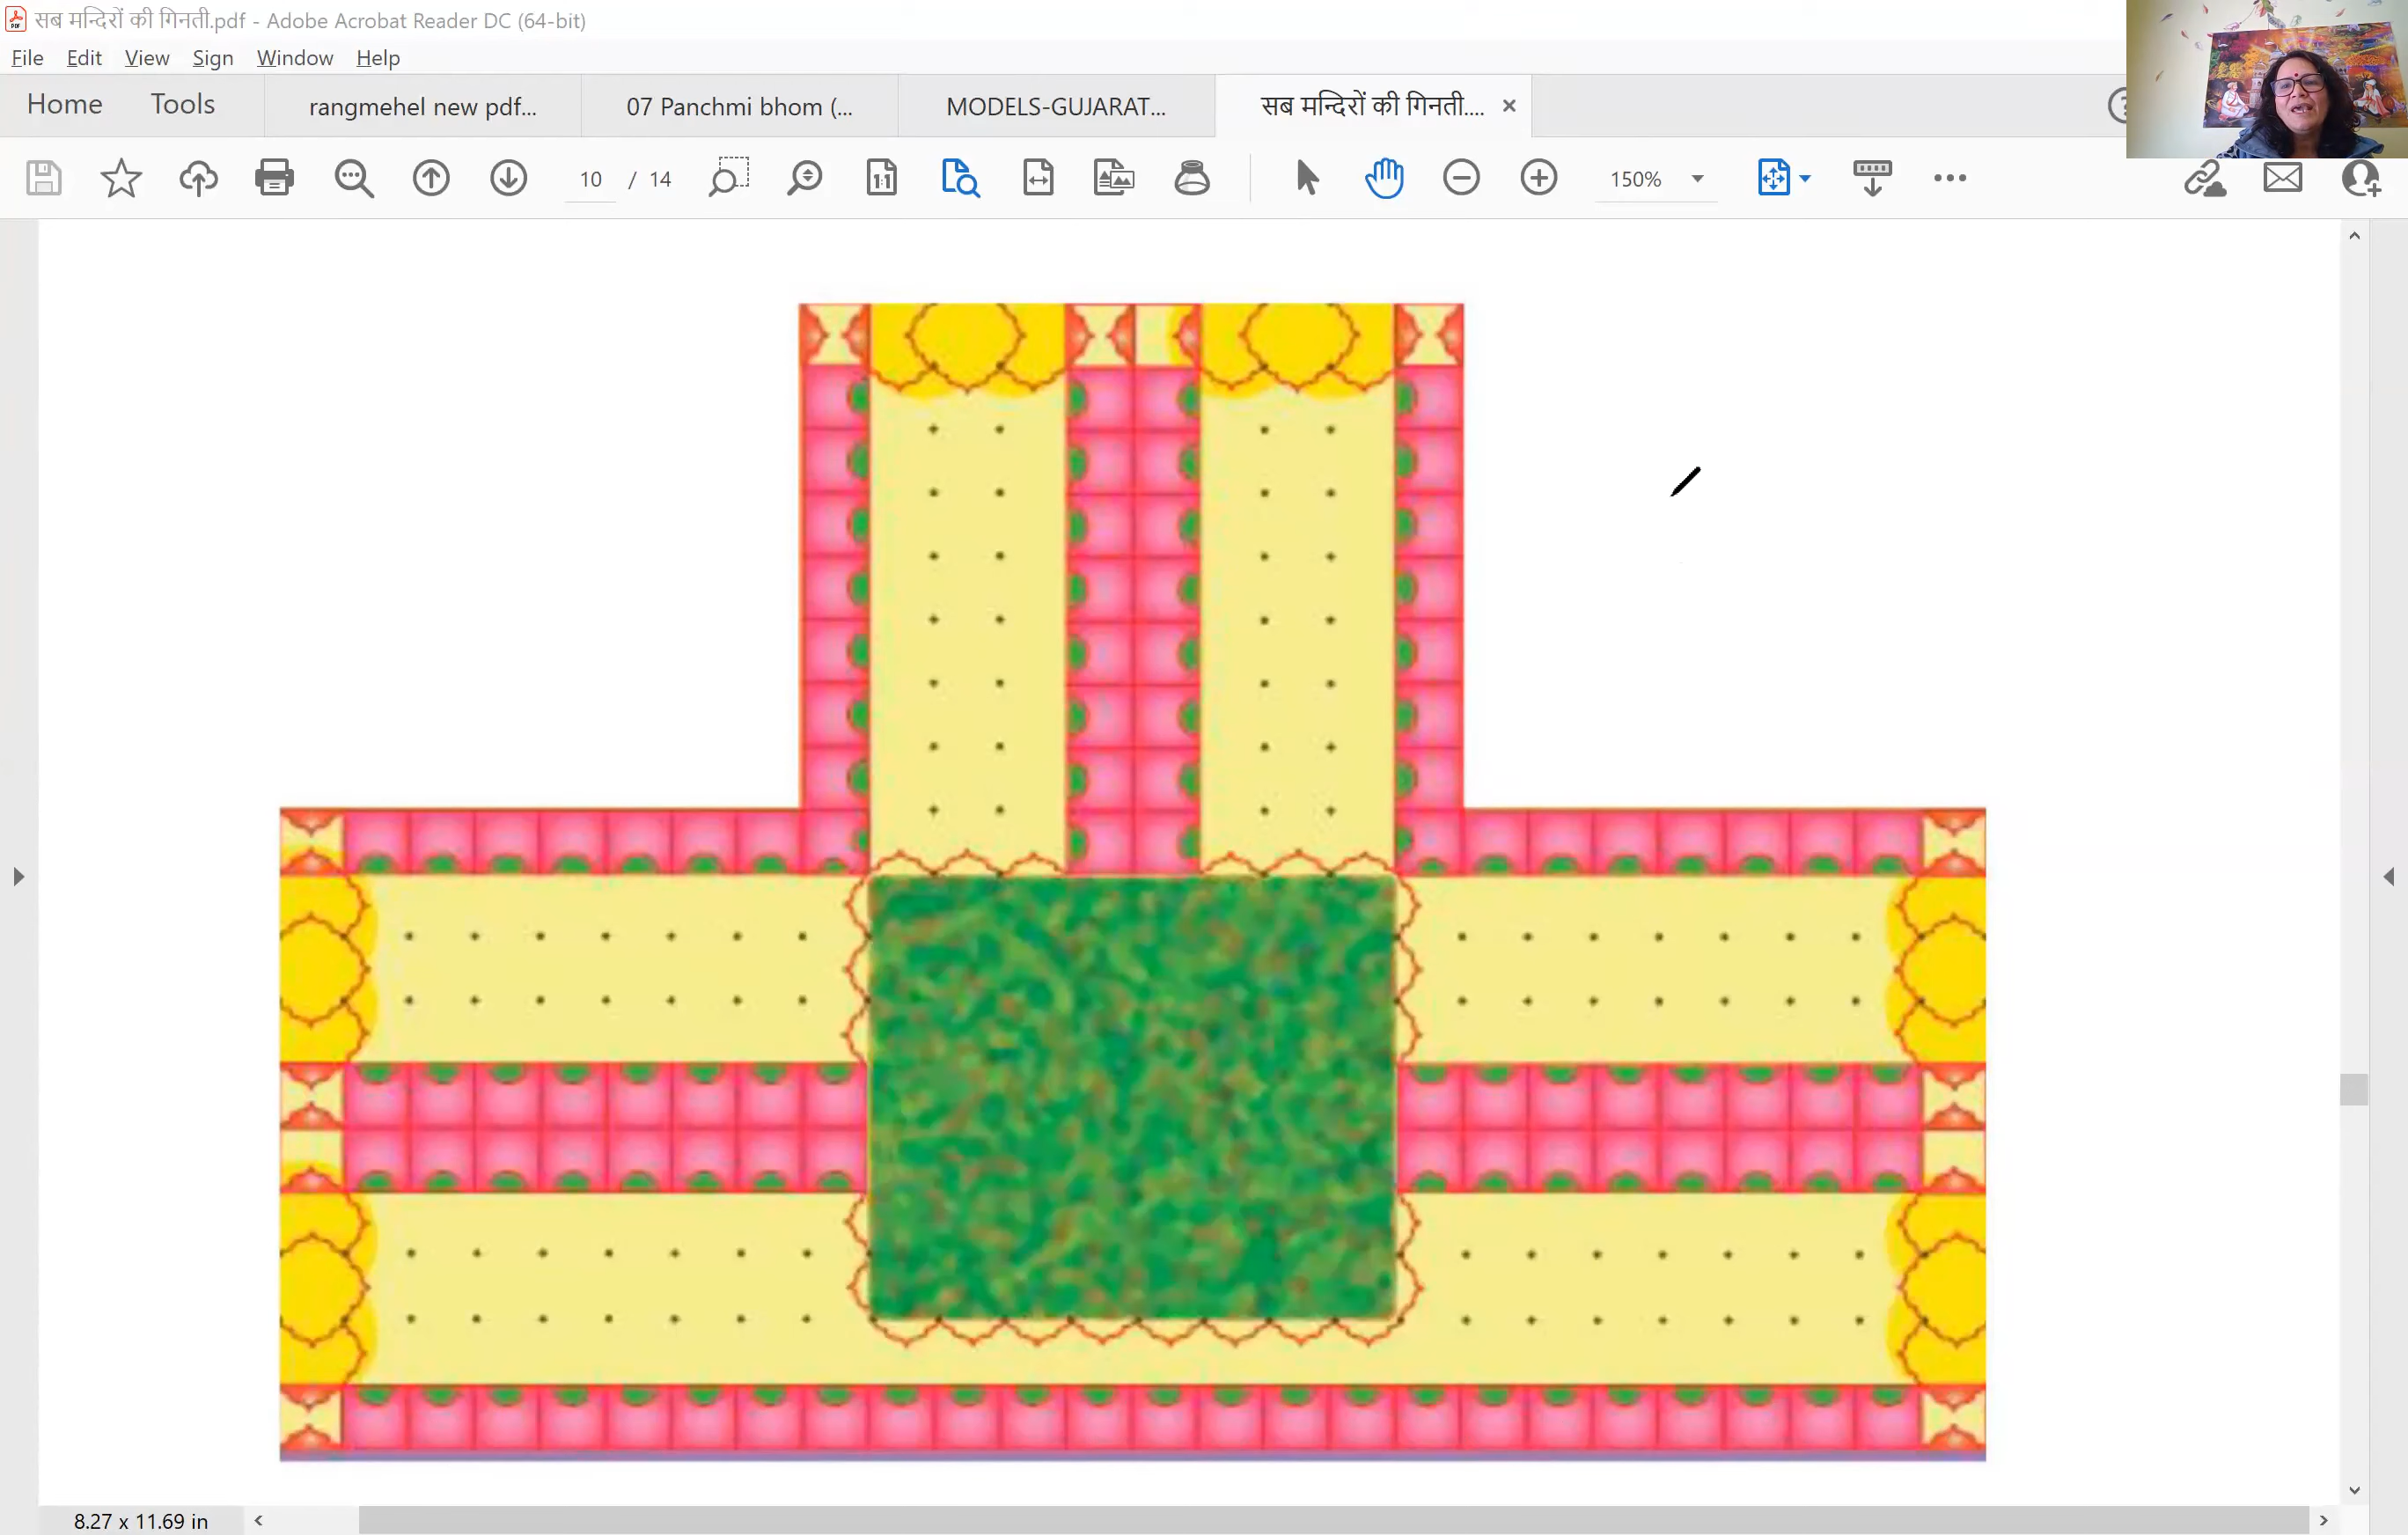 सब मन्दिरों की गिनती.pdf - Adobe Acrobat Reader DC (64-bit)
File Edit View Sign Window Help
Home Tools rangmehel new pdf... 07 Panchmi bhom (... MODELS-GUJARAT... सब मन्दिरों की गिनती....
10 / 14 150%
8.27 x 11.69 in